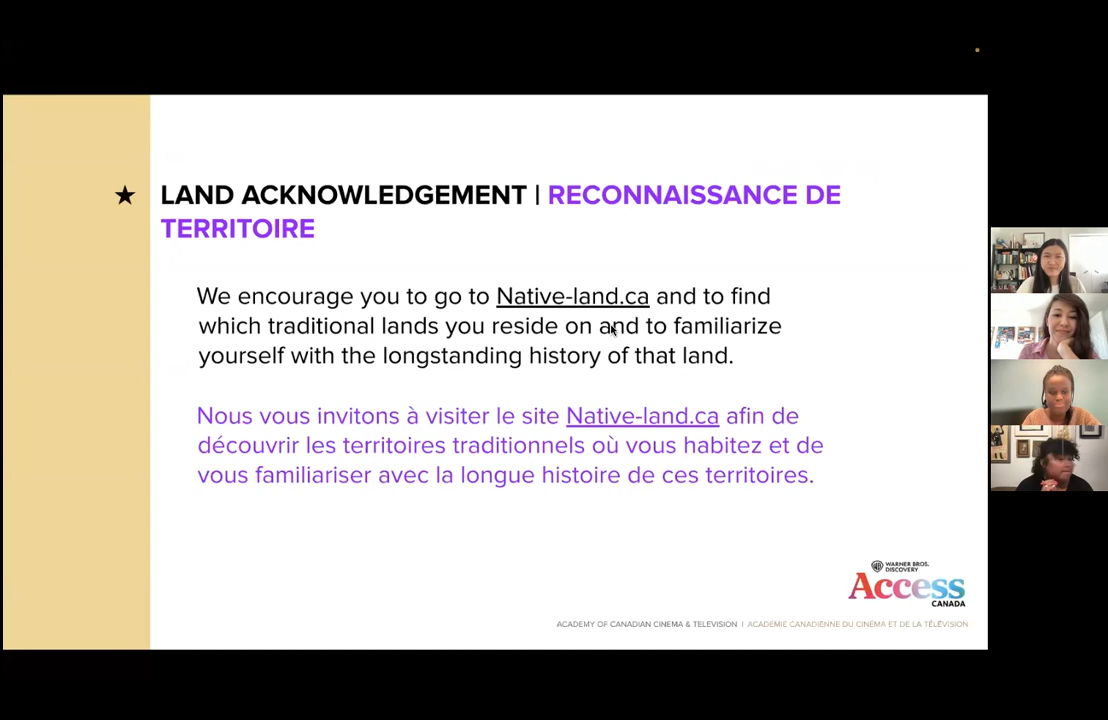 ★ LAND ACKNOWLEDGEMENT | RECONNAISSANCE DE
TERRITOIRE
We encourage you to go to Native-land.ca and to find
which traditional lands you reside on and to familiarize
yourself with the longstanding history of that land.
Nous vous invitons à visiter le site Native-land.ca afin de
découvrir les territoires traditionnels où vous habitez et de
vous familiariser avec la longue histoire de ces territoires.
WARNER BROS.
DISCOVERY
Access
CANADA
ACADEMY OF CANADIAN CINEMA & TELEVISION | ACADEMIE CANADIENNE DU CINÉMA ET DE LA TÉLÉVISION